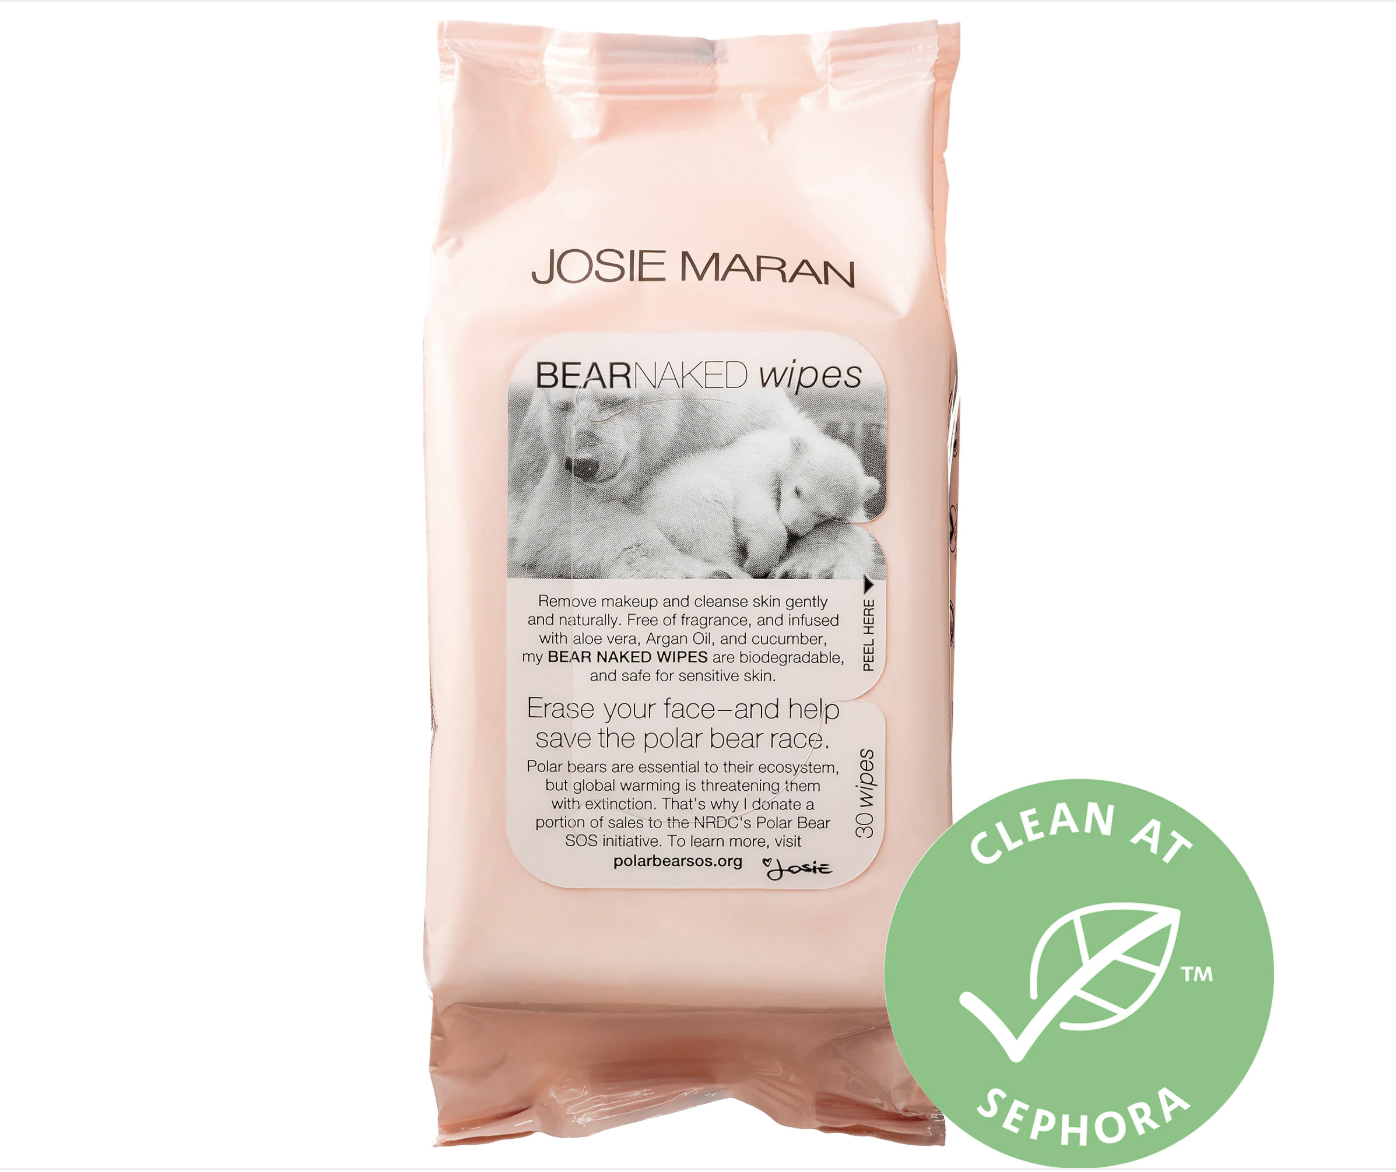 JOSIE MARAN
BEARNAKED wipes
Remove makeup and cleanse skin gently
and naturally. Free of fragrance, and infused
with aloe vera, Argan Oil, and cucumber,
my BEAR NAKED WIPES are biodegradable,
and safe for sensitive skin.
PEEL HERE
Erase your face–and help
save the polar bear race.
Polar bears are essential to their ecosystem,
but global warming is threatening them
with extinction. That's why I donate a
portion of sales to the NRDC's Polar Bear
SOS initiative. To learn more, visit
polarbearsos.org
Josie
30 wipes
CLEAN AT
TM
SEPHORA